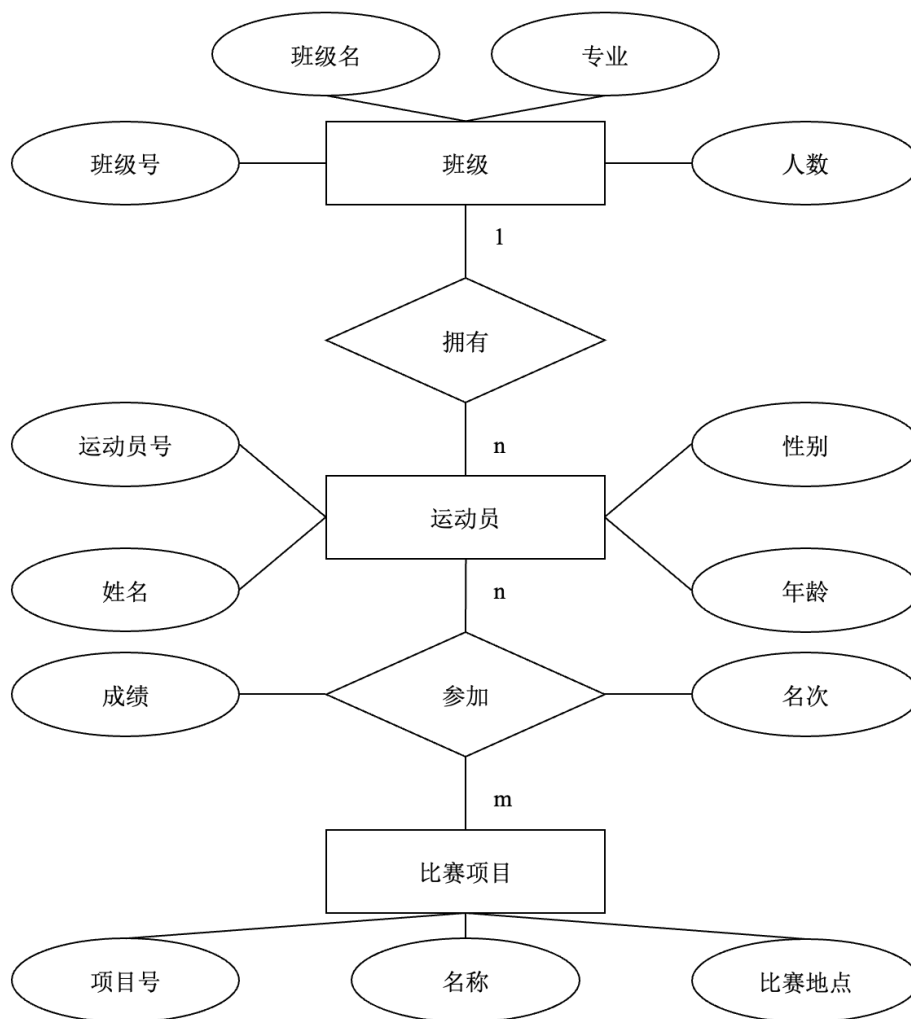 班级名
专业
班级号
班级
人数
1
拥有
n
运动员号
性别
运动员
姓名
n
年龄
成绩
参加
名次
m
比赛项目
项目号
名称
比赛地点